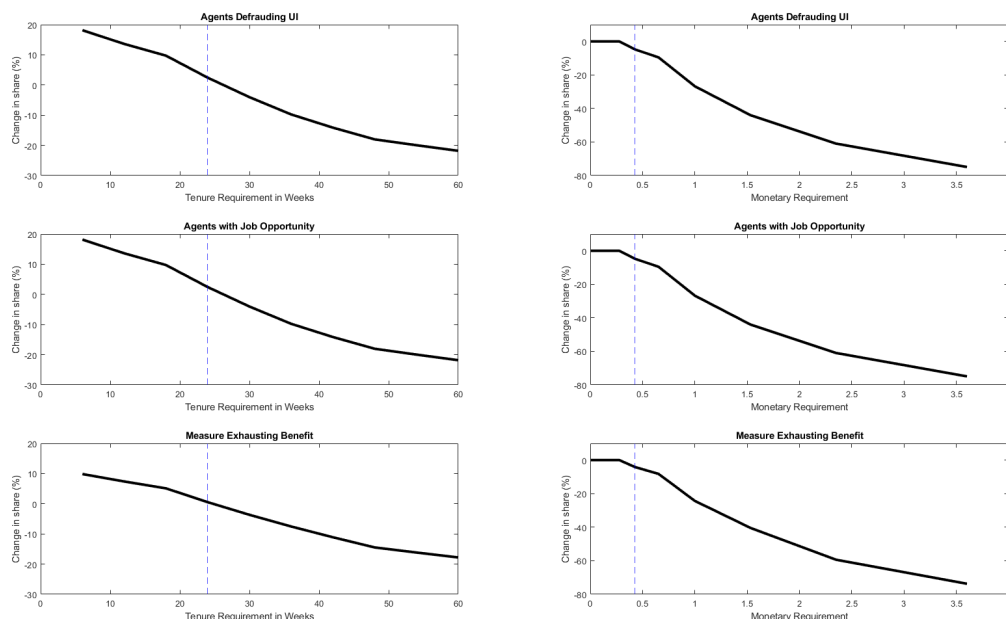 Agents Defrauding UI
20
10
0
-10
-20
-30
Change in share (%)
0 10 20 30 40 50 60
Tenure Requirement in Weeks
Agents Defrauding UI
0
-20
-40
-60
-80
Change in share (%)
0 0.5 1 1.5 2 2.5 3 3.5
Monetary Requirement
Agents with Job Opportunity
20
10
0
-10
-20
-30
Change in share (%)
0 10 20 30 40 50 60
Tenure Requirement in Weeks
Agents with Job Opportunity
0
-20
-40
-60
-80
Change in share (%)
0 0.5 1 1.5 2 2.5 3 3.5
Monetary Requirement
Measure Exhausting Benefit
20
10
0
-10
-20
-30
Change in share (%)
0 10 20 30 40 50 60
Tenure Requirement in Weeks
Measure Exhausting Benefit
0
-20
-40
-60
-80
Change in share (%)
0 0.5 1 1.5 2 2.5 3 3.5
Monetary Requirement